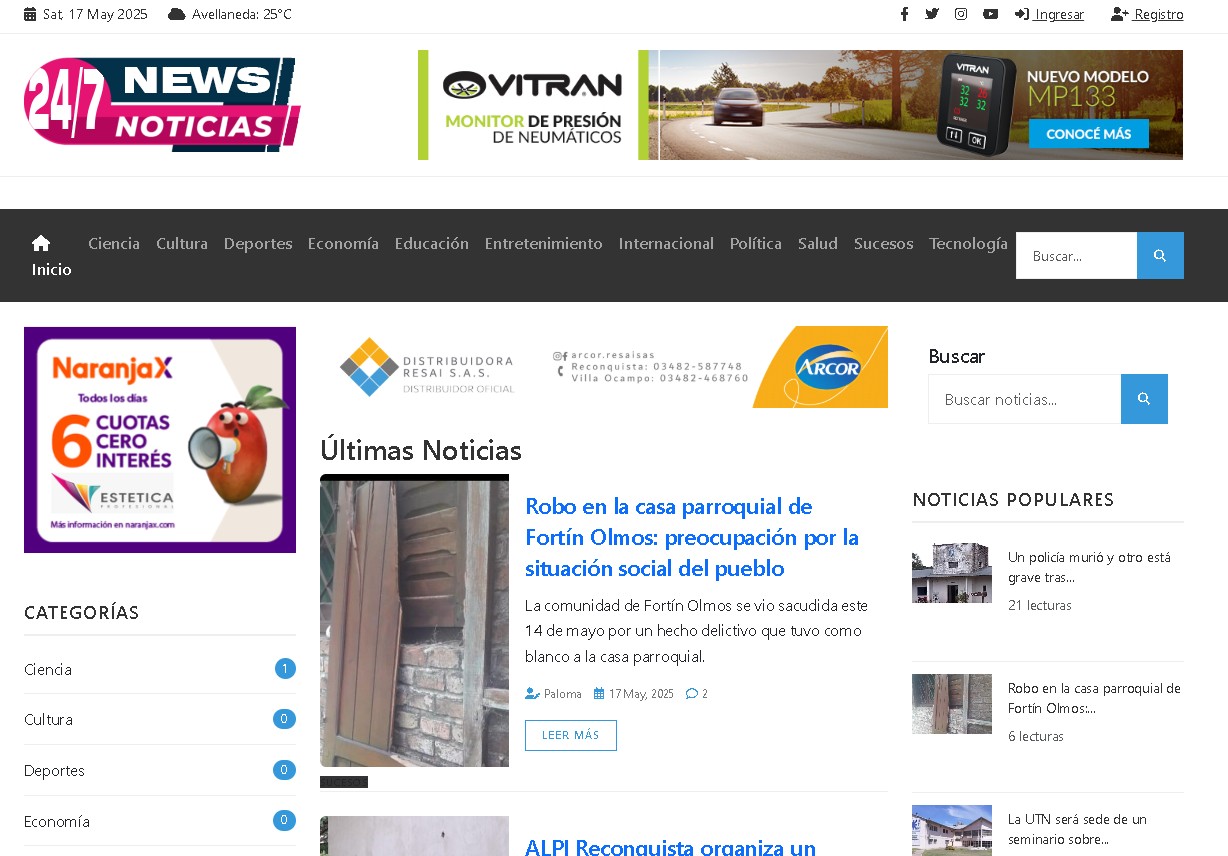 Sat, 17 May 2025 Avellaneda: 25°C Ingresar Registro
24/7 NEWS
NOTICIAS
VITRAN
MONITOR DE PRESIÓN
DE NEUMÁTICOS
VITRAN
NUEVO MODELO
MP133
CONOCÉ MÁS
OK
Inicio
Ciencia Cultura Deportes Economía Educación Entretenimiento Internacional Política Salud Sucesos Tecnología
Buscar...
NaranjaX
Todos los días
6 CUOTAS
CERO
INTERÉS
ESTETICA
PROFESIONAL
Más información en naranjax.com
CATEGORÍAS
Ciencia 1
Cultura 0
Deportes 0
Economía 0
DISTRIBUIDORA
RESAI S.A.S.
DISTRIBUIDOR OFICIAL
arcor.resaisas
Reconquista: 03482-587748
Villa Ocampo: 03482-468760
ARCOR
Últimas Noticias
Robo en la casa parroquial de
Fortín Olmos: preocupación por la
situación social del pueblo
La comunidad de Fortín Olmos se vio sacudida este
14 de mayo por un hecho delictivo que tuvo como
blanco a la casa parroquial.
Paloma 17 May, 2025 2
LEER MÁS
ALPI Reconquista organiza un
Buscar
Buscar noticias...
NOTICIAS POPULARES
Un policía murió y otro está
grave tras...
21 lecturas
Robo en la casa parroquial de
Fortín Olmos:...
6 lecturas
La UTN será sede de un
seminario sobre...